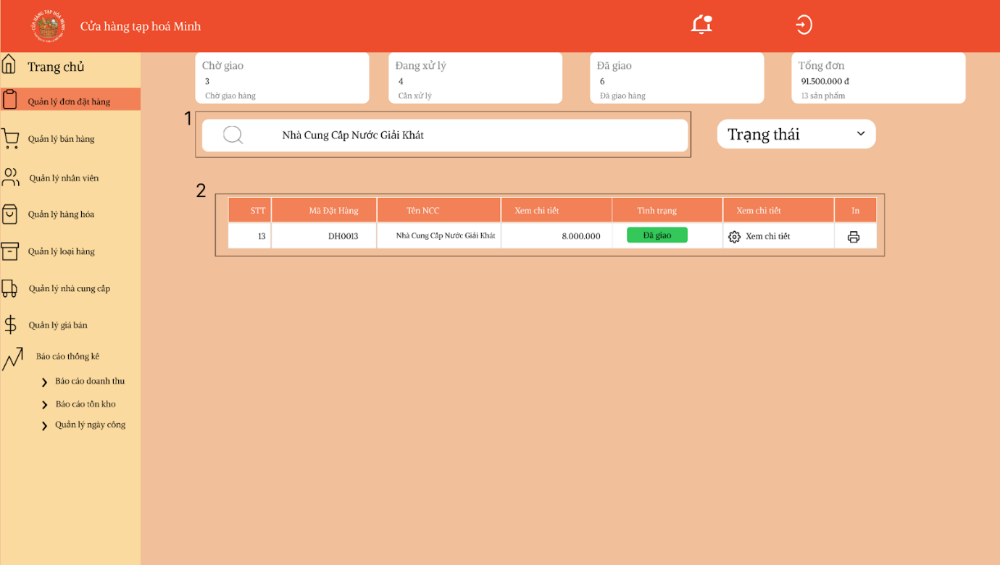 CỬA HÀNG TẠP HÓA MINH
Cửa hàng tạp hoá Minh
Trang chủ
Quản lý đơn đặt hàng
Quản lý bán hàng
Quản lý nhân viên
Quản lý hàng hóa
Quản lý loại hàng
Quản lý nhà cung cấp
Quản lý giá bán
Báo cáo thống kê
Báo cáo doanh thu
Báo cáo tồn kho
Quản lý ngày công
Chờ giao
3
Chờ giao hàng
Đang xử lý
4
Cần xử lý
Đã giao
6
Đã giao hàng
Tổng đơn
91.500.000 đ
13 sản phẩm
1
Nhà Cung Cấp Nước Giải Khát
Trạng thái
2
STT Mã Đặt Hàng Tên NCC Xem chi tiết Tình trạng Xem chi tiết In
13 DH0013 Nhà Cung Cấp Nước Giải Khát 8.000.000 Đã giao Xem chi tiết